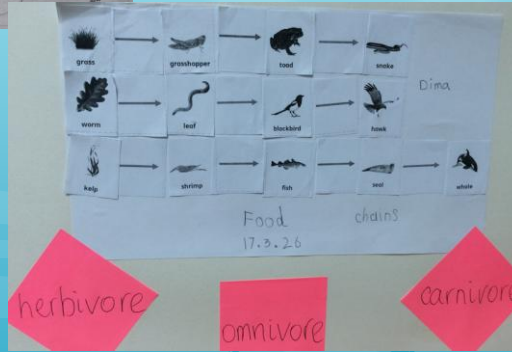 grass grasshopper toad snake
Dima
worm leaf blackbird hawk
kelp shrimp fish seal whale
Food chains
17.3.26
herbivore
omnivore
carnivore